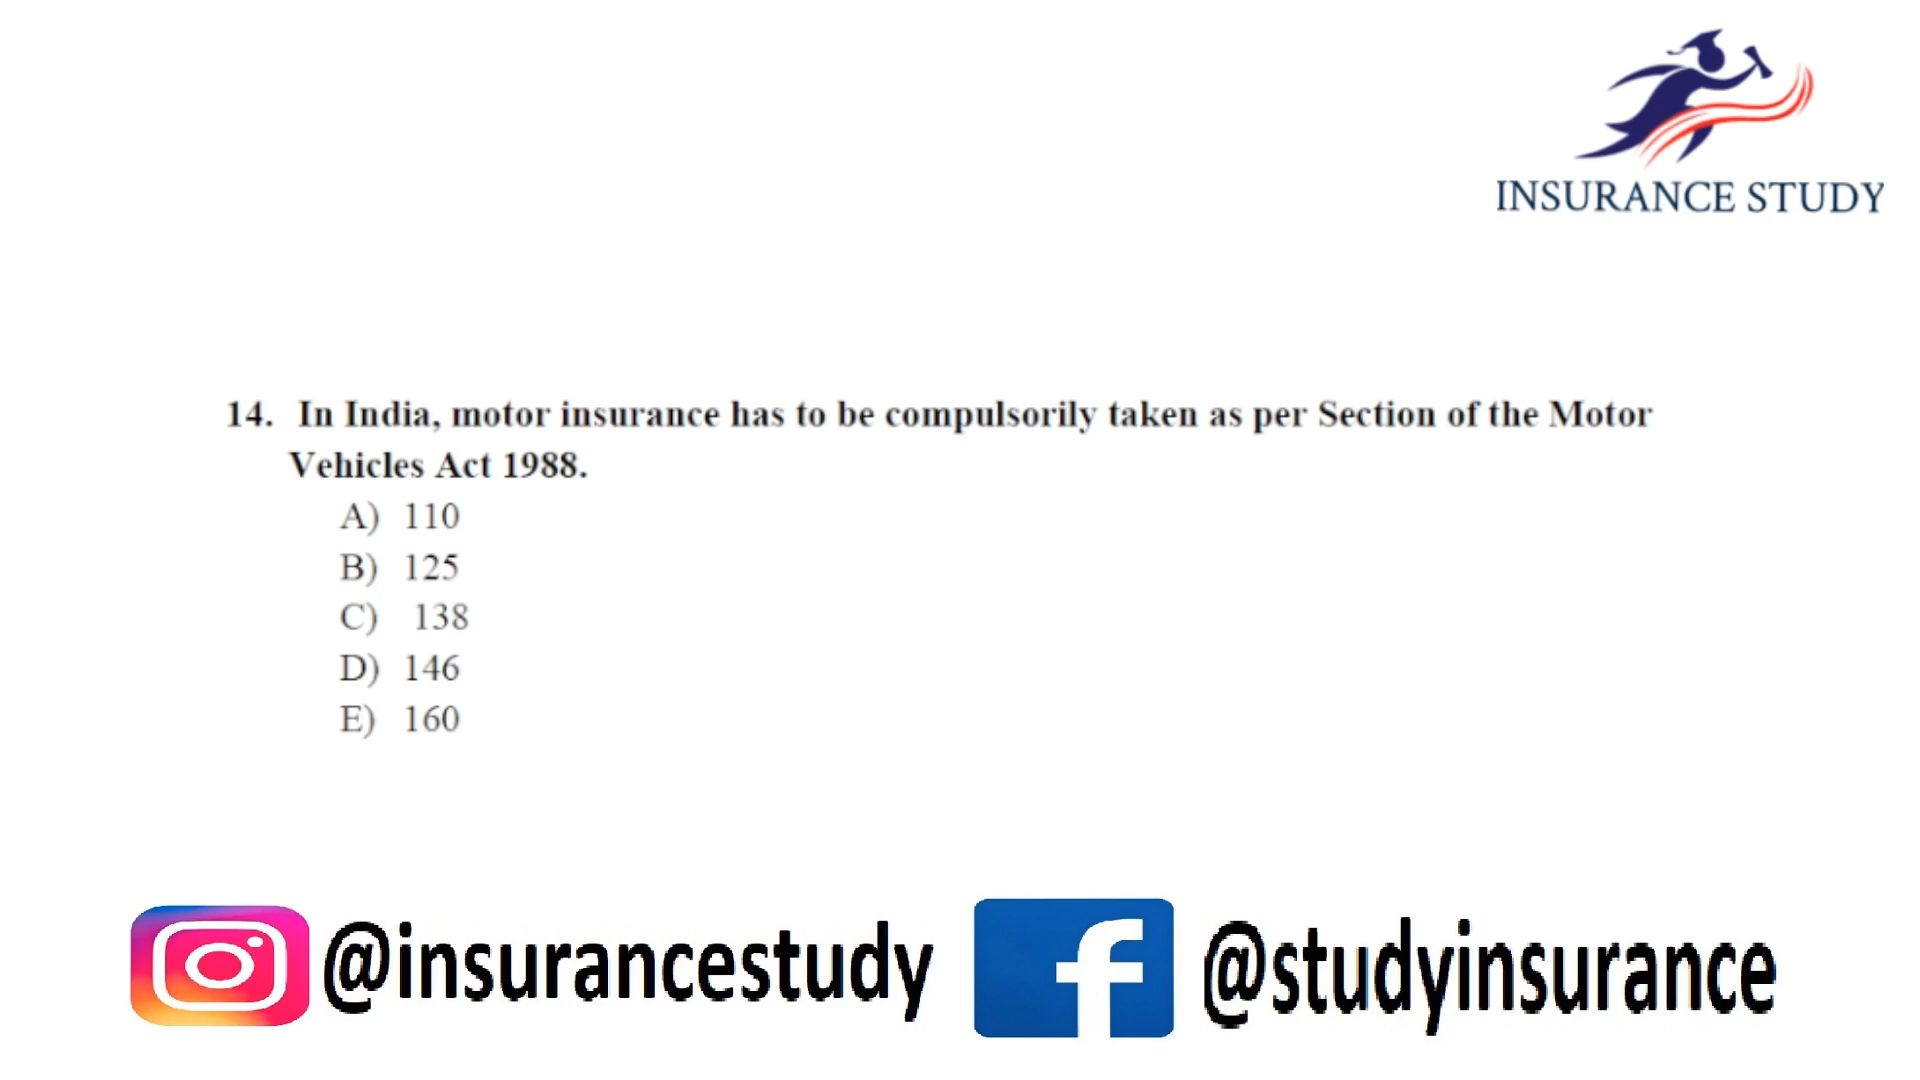 INSURANCE STUDY
14. In India, motor insurance has to be compulsorily taken as per Section of the Motor
Vehicles Act 1988.
A) 110
B) 125
C) 138
D) 146
E) 160
@insurancestudy
@studyinsurance